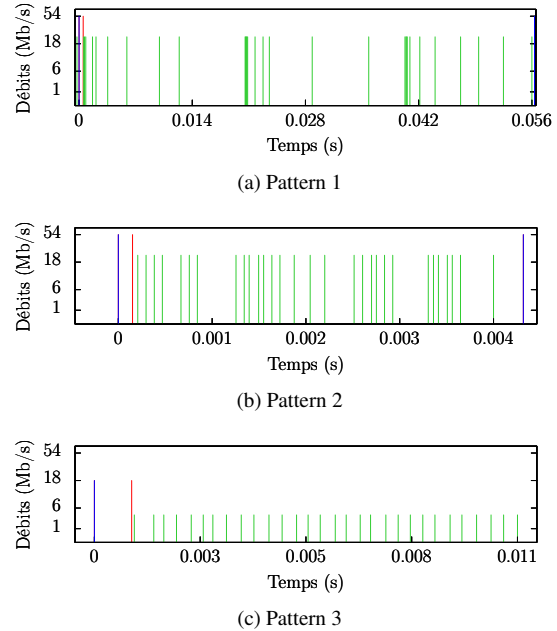 Débits (Mb/s)
54
18
6
1
0 0.014 0.028 0.042 0.056
Temps (s)
(a) Pattern 1
Débits (Mb/s)
54
18
6
1
0 0.001 0.002 0.003 0.004
Temps (s)
(b) Pattern 2
Débits (Mb/s)
54
18
6
1
0 0.003 0.005 0.008 0.011
Temps (s)
(c) Pattern 3